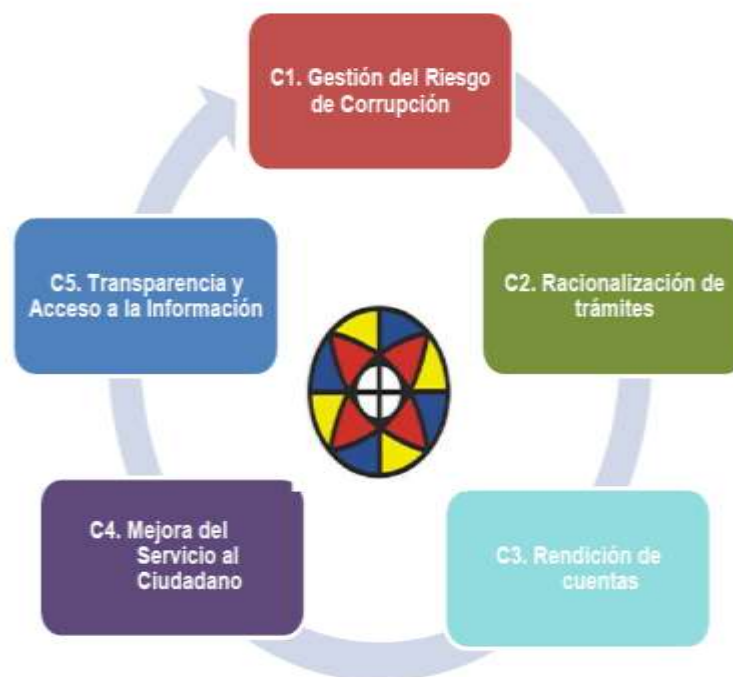 C1. Gestión del Riesgo
de Corrupción
C2. Racionalización de
trámites
C3. Rendición de
cuentas
C4. Mejora del
Servicio al
Ciudadano
C5. Transparencia y
Acceso a la Información